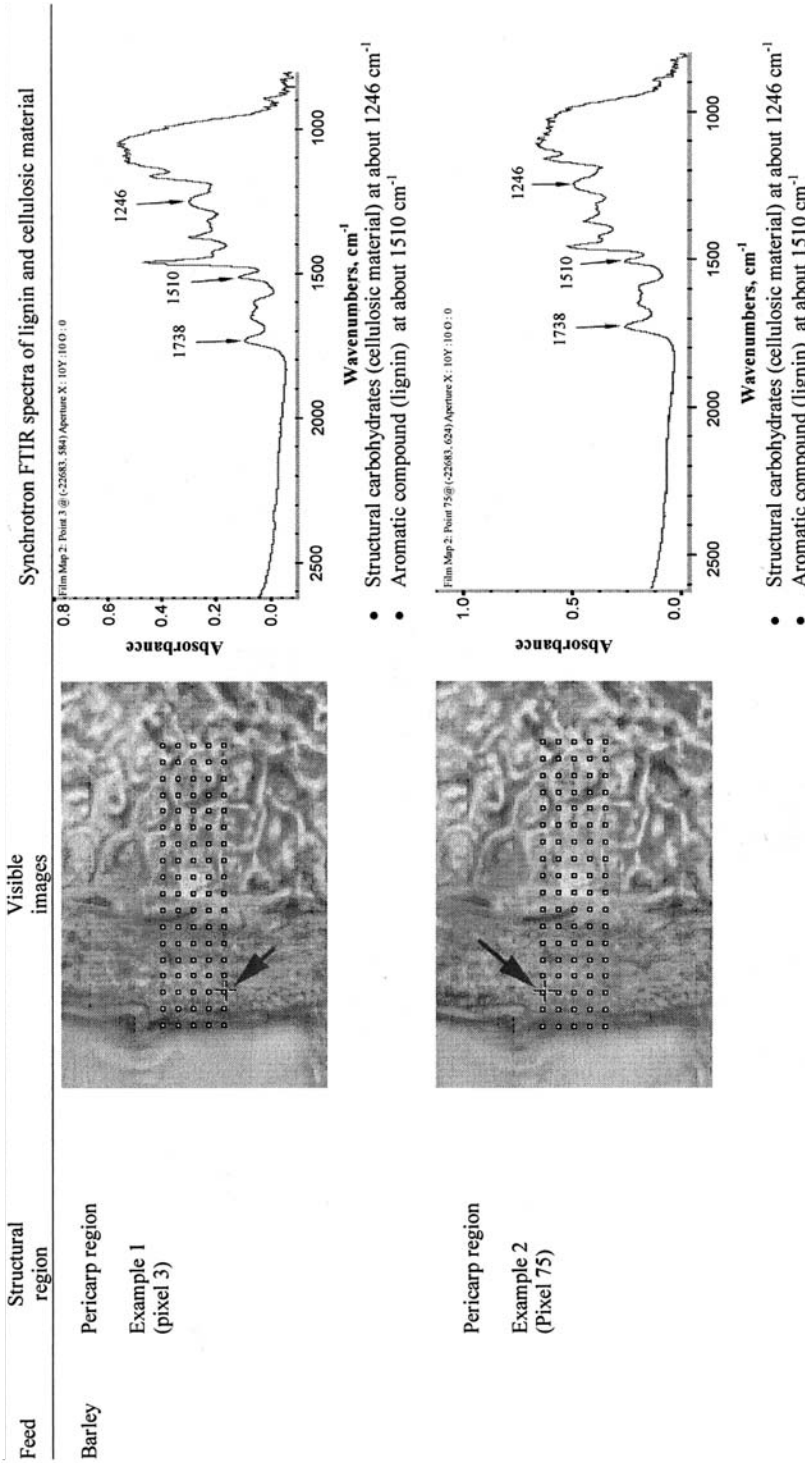 Feed
Structural
region
Visible
images
Synchrotron FTIR spectra of lignin and cellulosic material
Barley
Pericarp region
Example 1
(pixel 3)
Film Map 2: Point 3 @ (-22683, 584) Aperture X : 10Y :10 O : 0
0.8
0.6
0.4
0.2
0.0
Absorbance
1738
1510
1246
2500
2000
1500
1000
Wavenumbers, cm-1
• Structural carbohydrates (cellulosic material) at about 1246 cm-1
• Aromatic compound (lignin) at about 1510 cm-1
Pericarp region
Example 2
(Pixel 75)
Film Map 2: Point 75@ (-22683, 624) Aperture X : 10Y :10 O : 0
1.0
0.5
0.0
Absorbance
1738
1510
1246
2500
2000
1500
1000
Wavenumbers, cm-1
• Structural carbohydrates (cellulosic material) at about 1246 cm-1
• Aromatic compound (lignin) at about 1510 cm-1